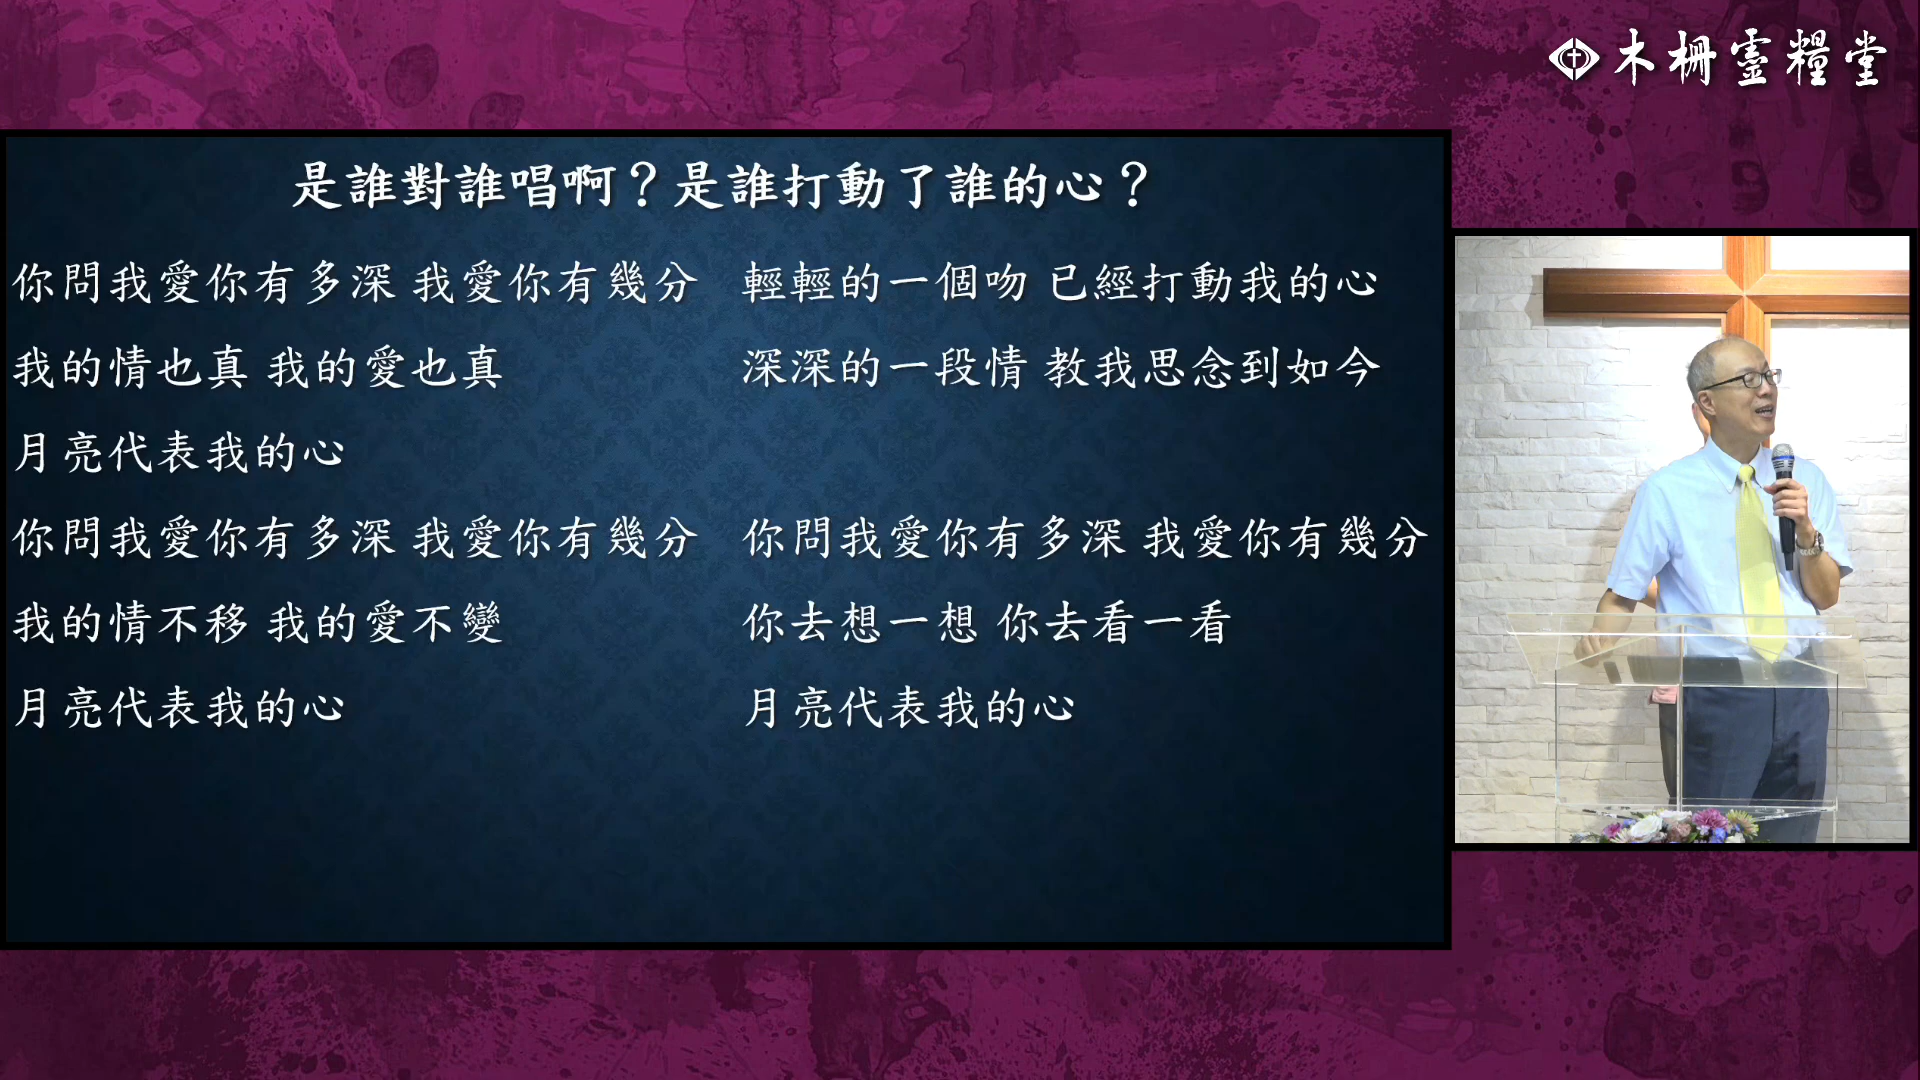 木柵靈糧堂
是誰對誰唱啊？是誰打動了誰的心？
你問我愛你有多深 我愛你有幾分
我的情也真 我的愛也真
月亮代表我的心
你問我愛你有多深 我愛你有幾分
我的情不移 我的愛不變
月亮代表我的心
輕輕的一個吻 已經打動我的心
深深的一段情 教我思念到如今
你問我愛你有多深 我愛你有幾分
你去想一想 你去看一看
月亮代表我的心